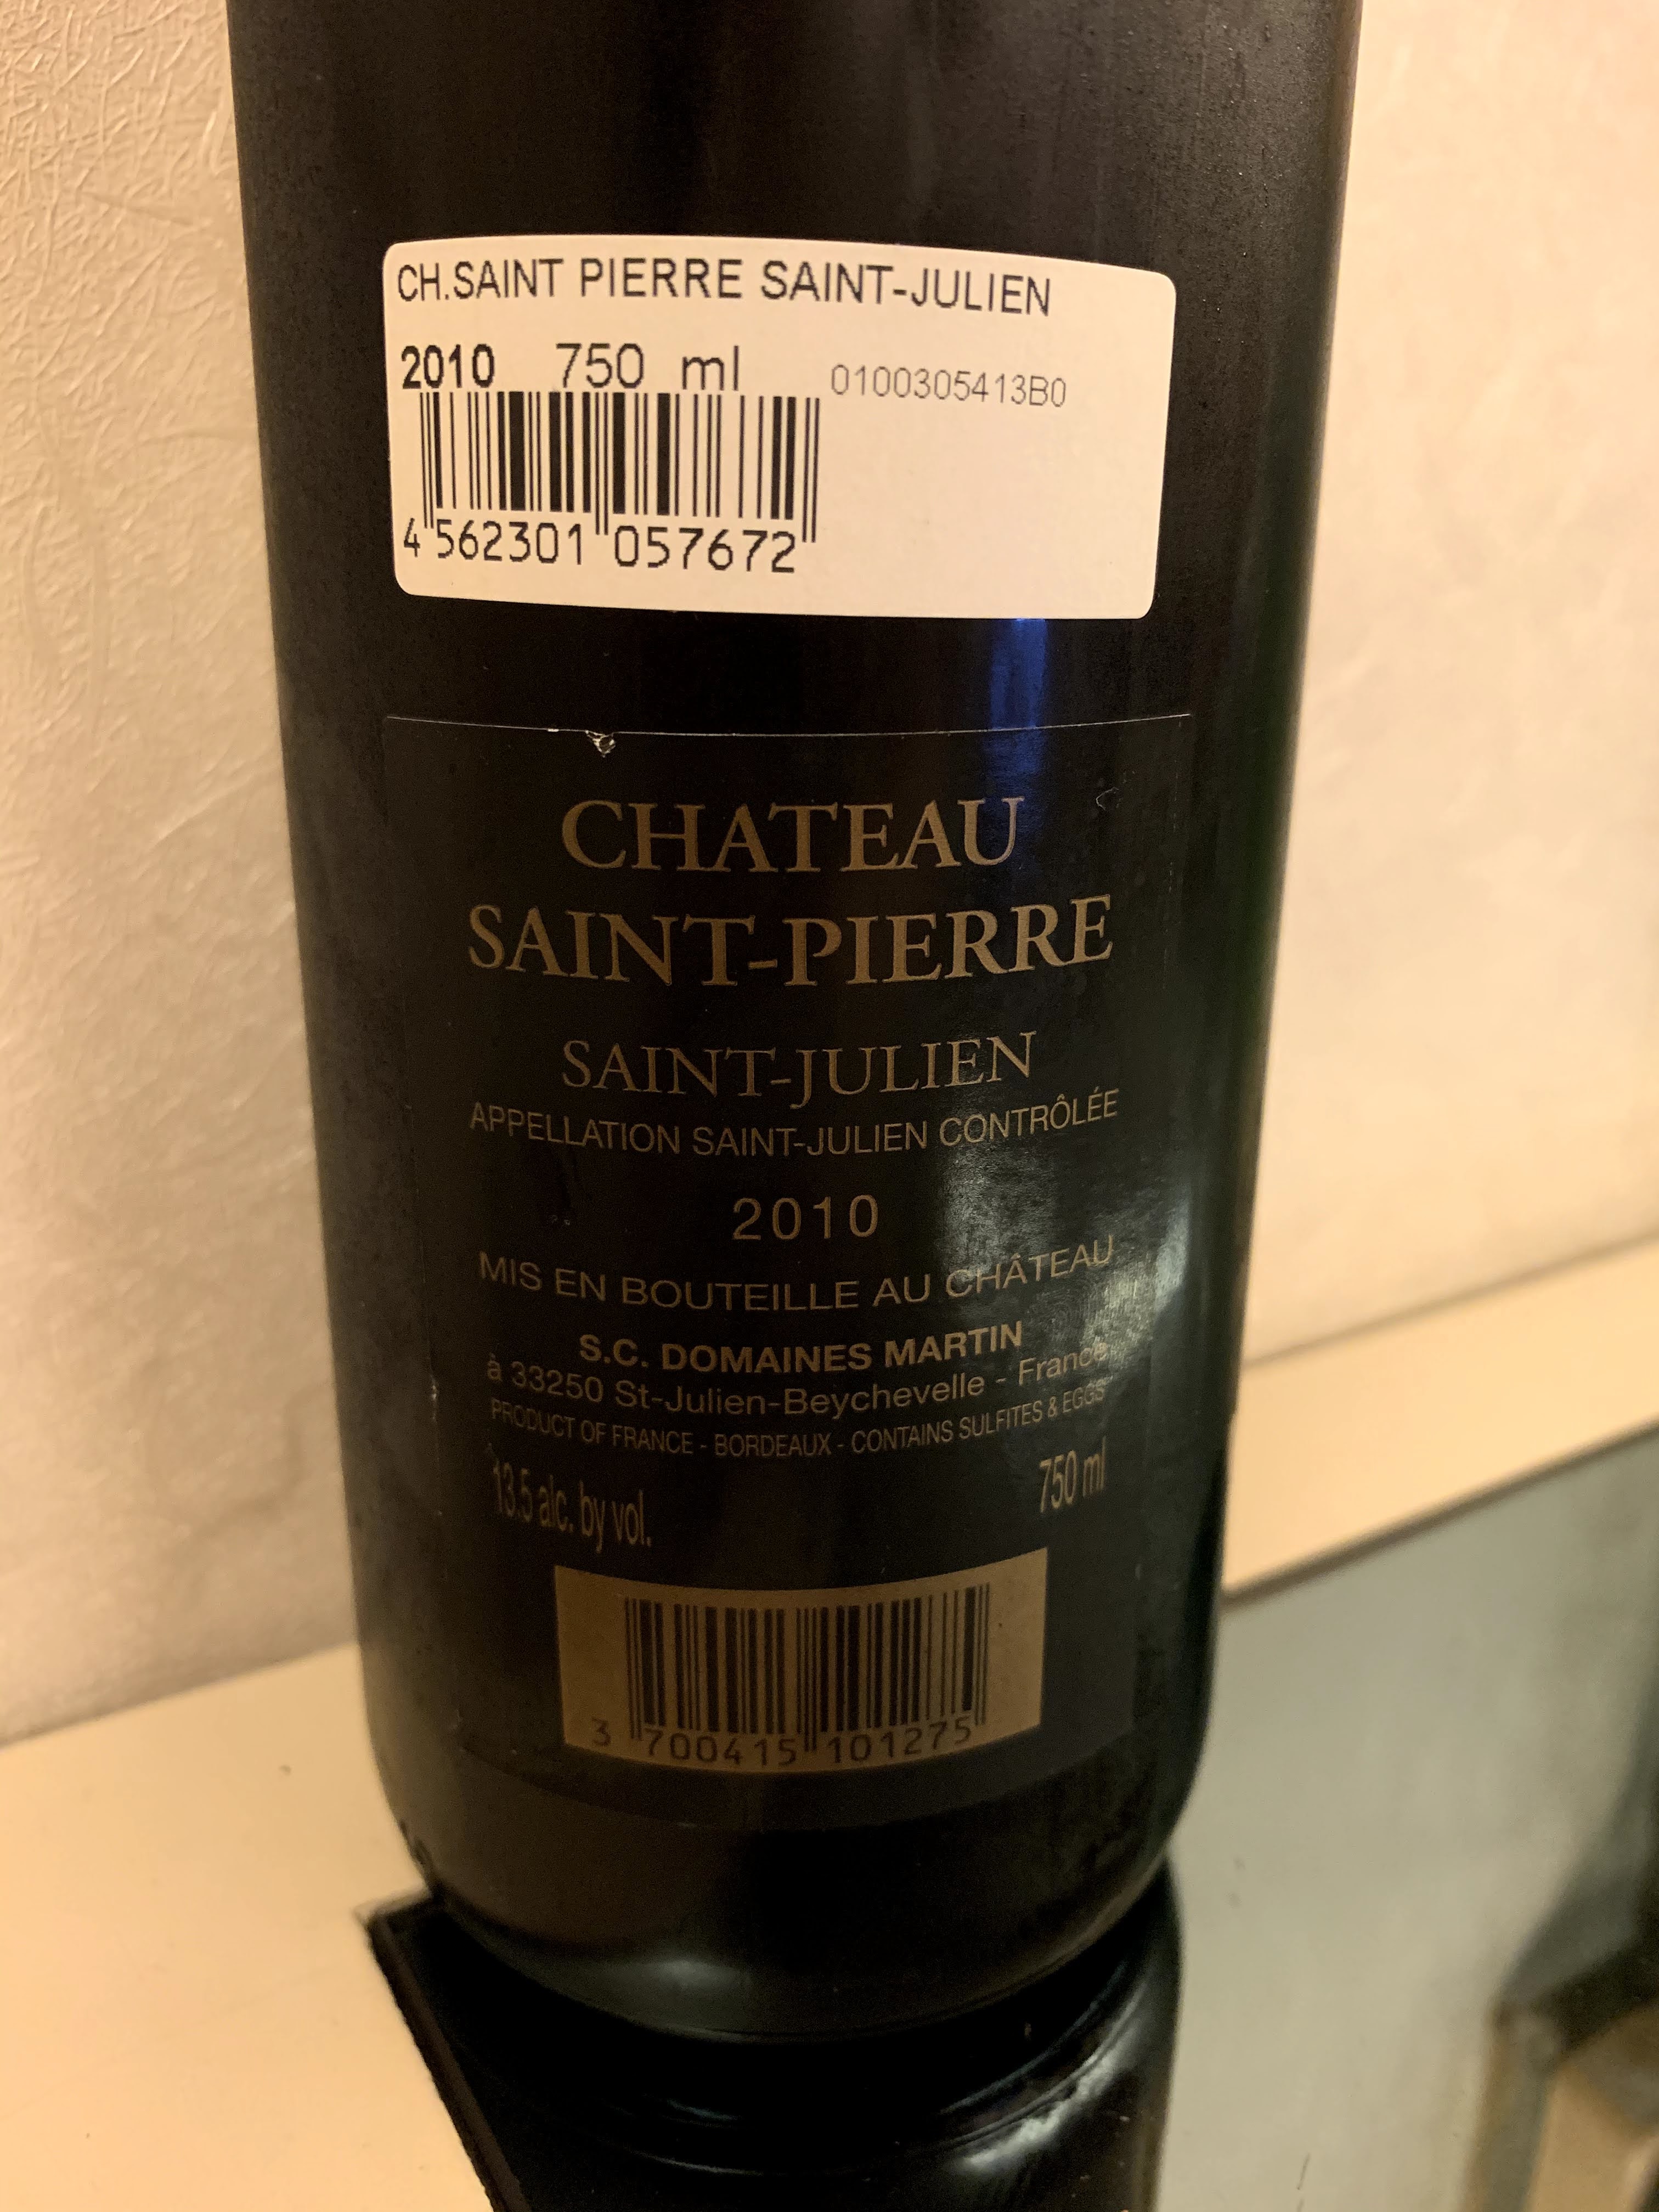 CH.SAINT PIERRE SAINT-JULIEN
2010 750 ml 0100305413B0
4 562301 057672
CHATEAU
SAINT-PIERRE
SAINT-JULIEN
APPELLATION SAINT-JULIEN CONTRÔLÉE
2010
MIS EN BOUTEILLE AU CHÂTEAU
S.C. DOMAINES MARTIN
à 33250 St-Julien-Beychevelle - France
PRODUCT OF FRANCE - BORDEAUX - CONTAINS SULFITES & EGGS
13.5 alc. by vol. 750 ml
3 700415 101275